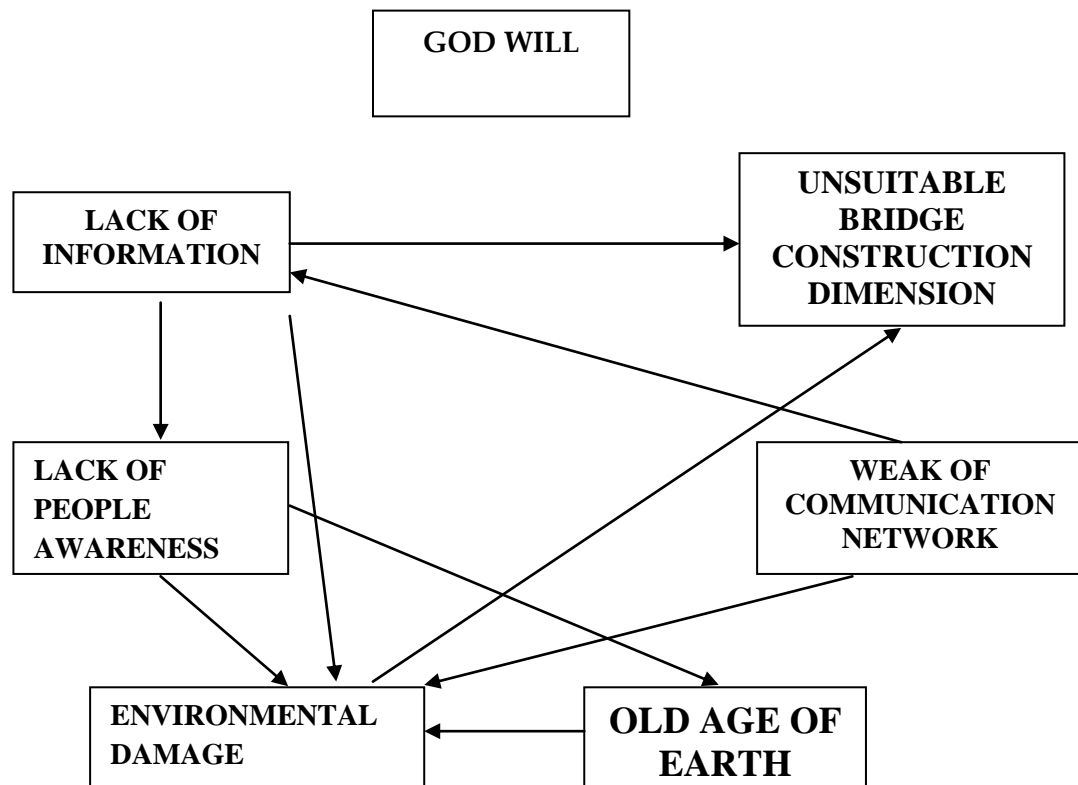 GOD WILL
LACK OF
INFORMATION
UNSUITABLE
BRIDGE
CONSTRUCTION
DIMENSION
LACK OF
PEOPLE
AWARENESS
WEAK OF
COMMUNICATION
NETWORK
ENVIRONMENTAL
DAMAGE
OLD AGE OF
EARTH